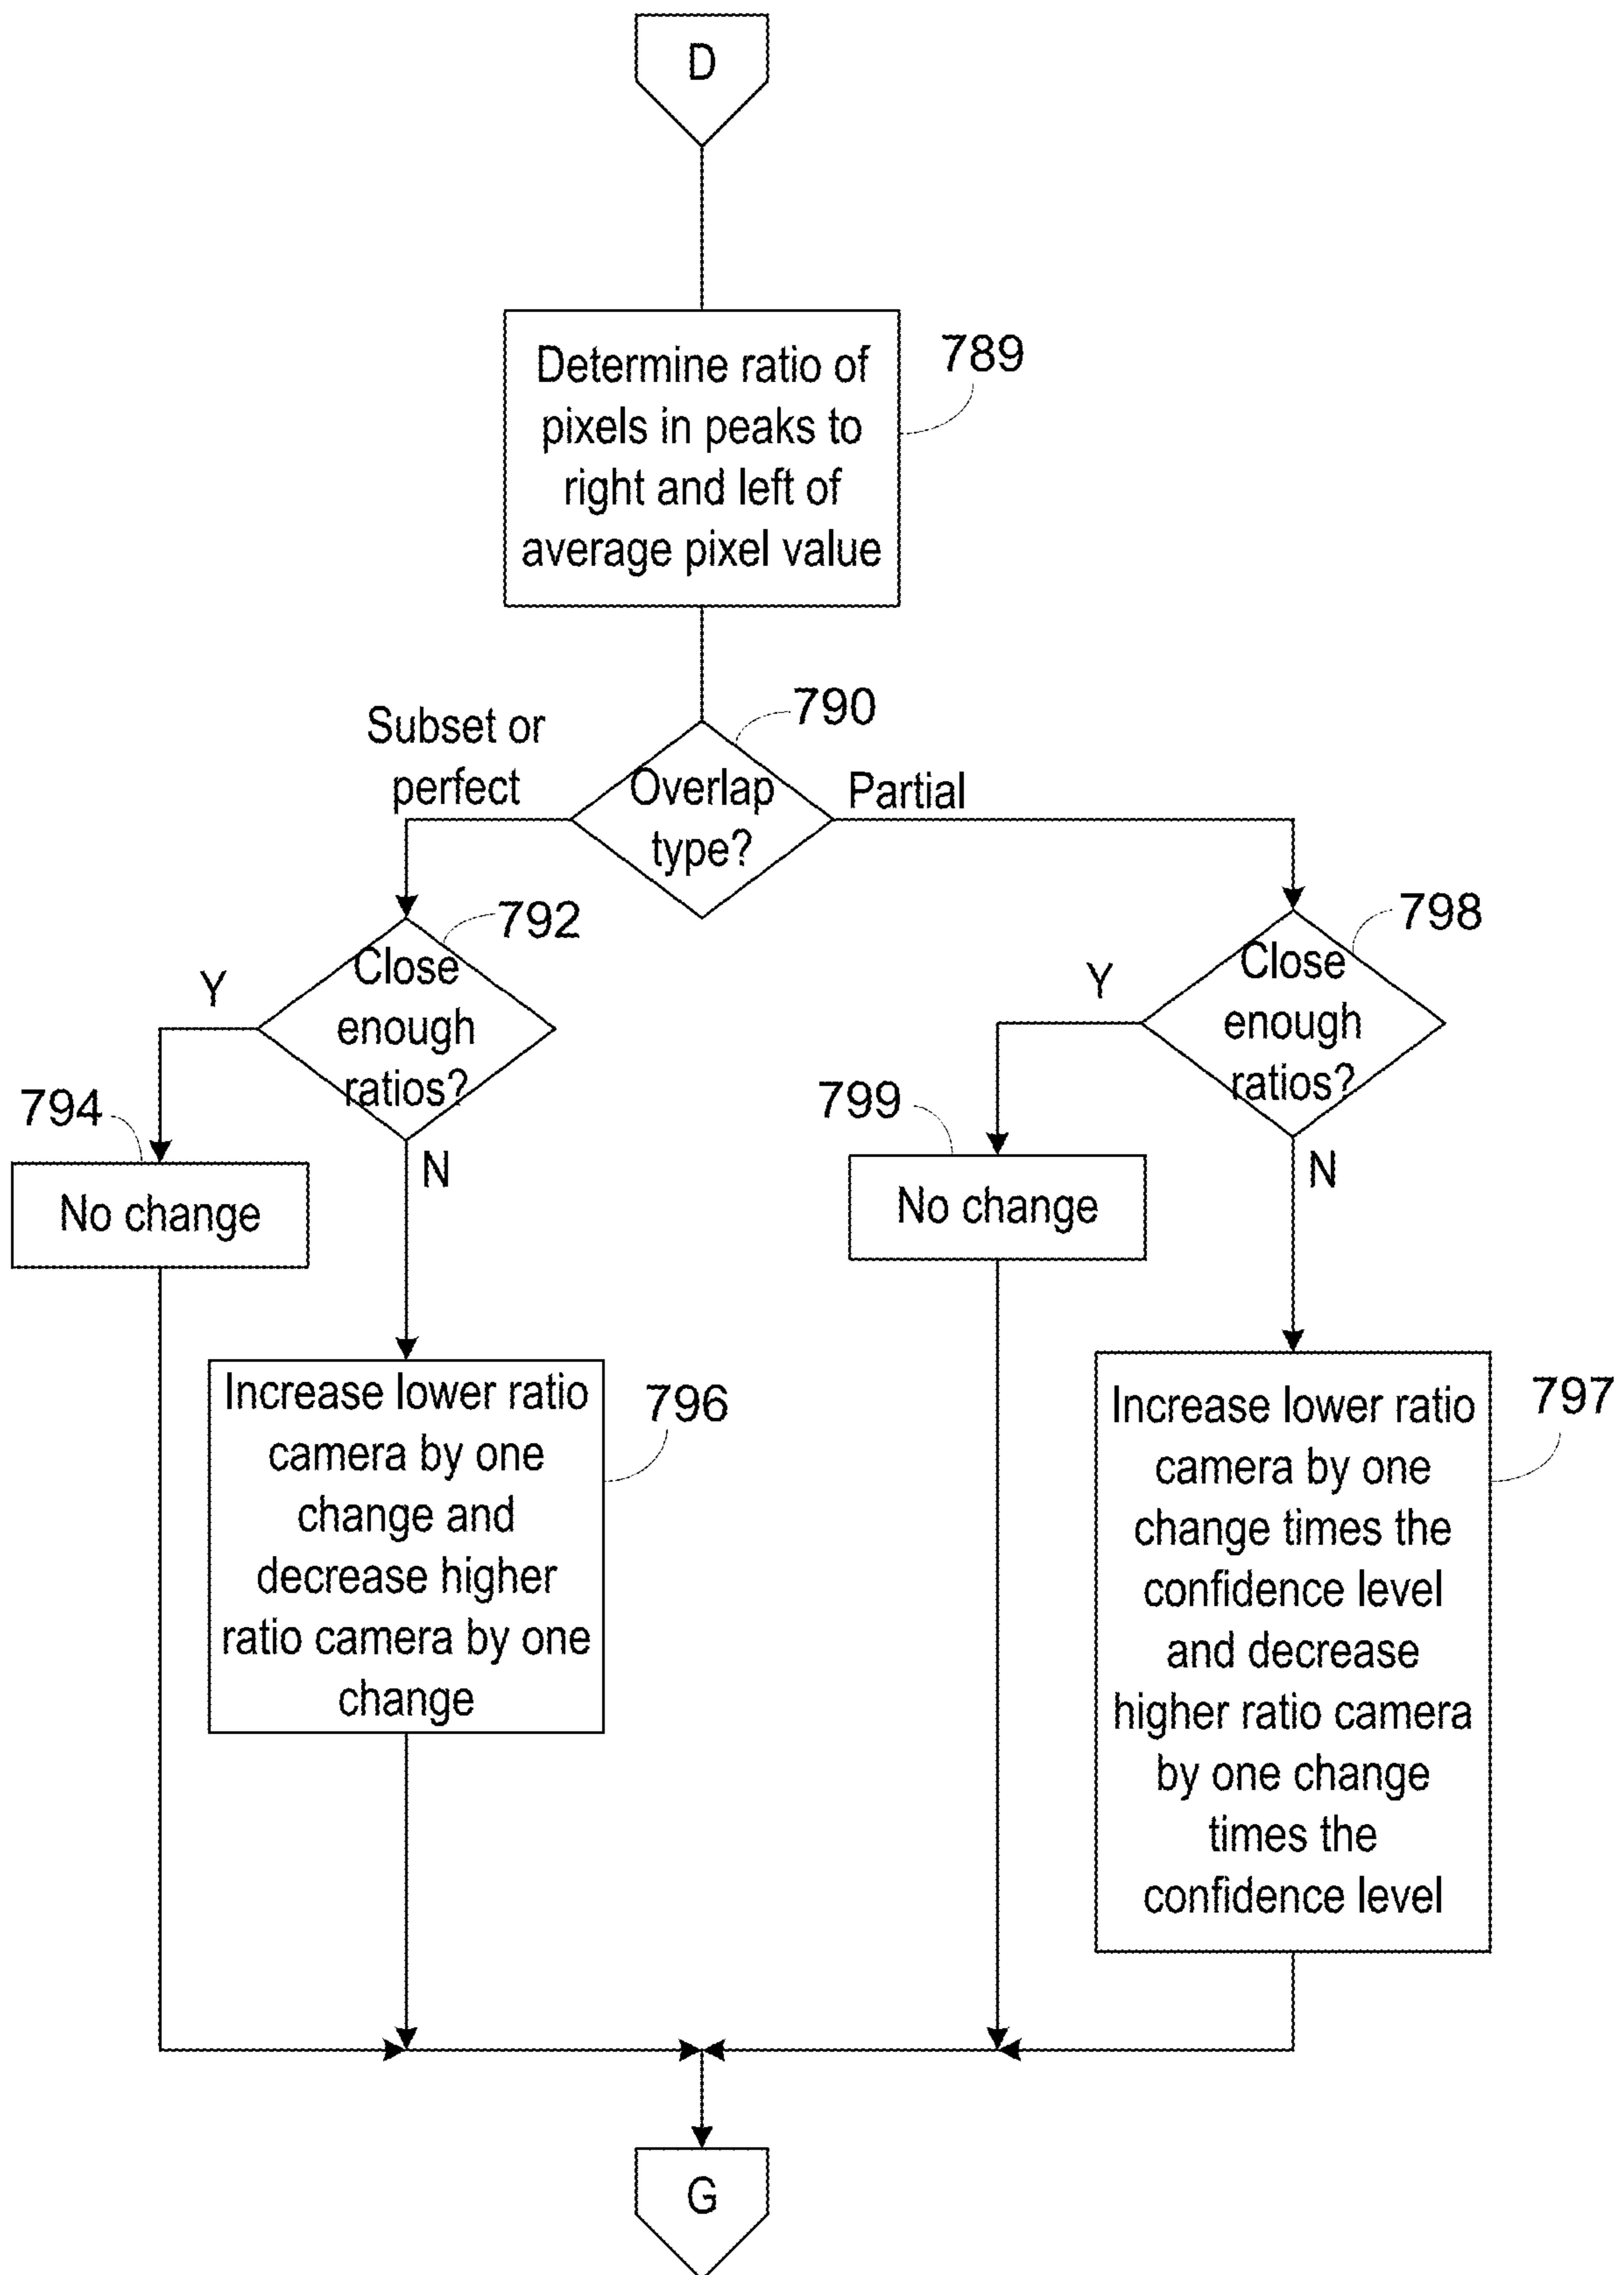 D
Determine ratio of
pixels in peaks to
right and left of
average pixel value
789
790
Subset or
perfect
Overlap
type?
Partial
792
Close
enough
ratios?
Y
N
798
Close
enough
ratios?
Y
N
794
No change
799
No change
Increase lower ratio
camera by one
change and
decrease higher
ratio camera by one
change
796
Increase lower ratio
camera by one
change times the
confidence level
and decrease
higher ratio camera
by one change
times the
confidence level
797
G